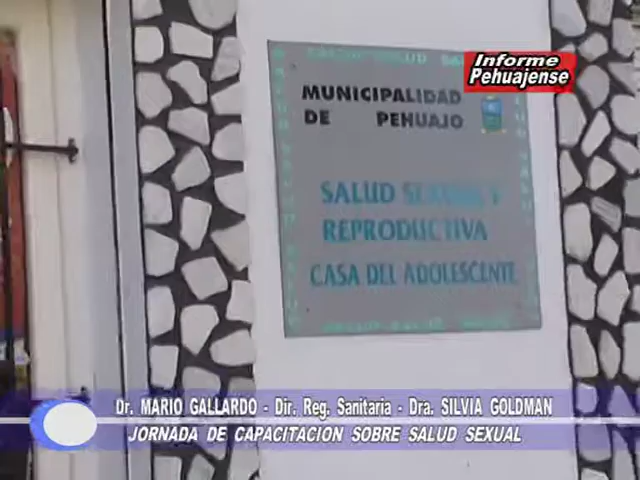 Informe
Pehuajense
MUNICIPALIDAD
DE PEHUAJO
SALUD SEXUAL Y
REPRODUCTIVA
CASA DEL ADOLESCENTE
Dr. MARIO GALLARDO - Dir. Reg. Sanitaria - Dra. SILVIA GOLDMAN
JORNADA DE CAPACITACION SOBRE SALUD SEXUAL